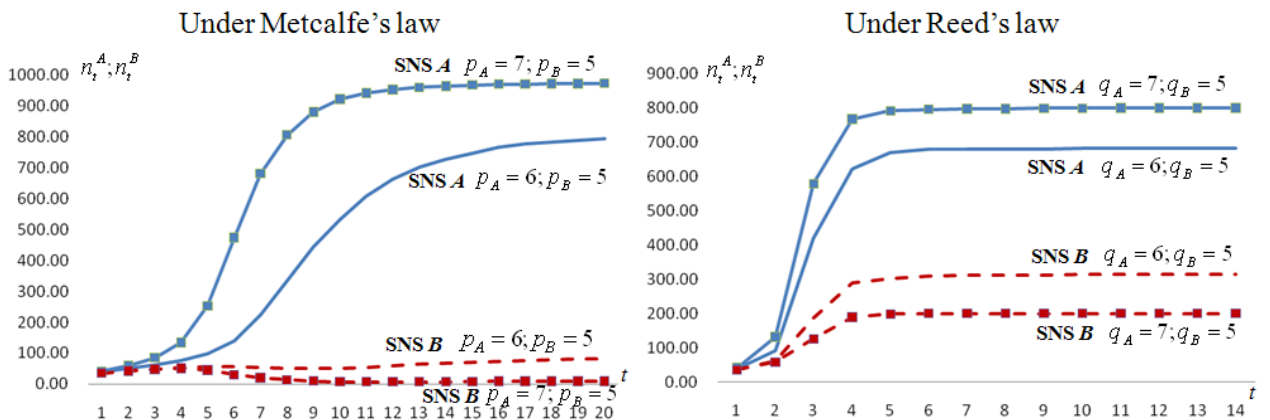 Under Metcalfe's law
n_t^A; n_t^B
1000.00
900.00
800.00
700.00
600.00
500.00
400.00
300.00
200.00
100.00
0.00
SNS A p_A = 7; p_B = 5
SNS A p_A = 6; p_B = 5
SNS B p_A = 6; p_B = 5
SNS B p_A = 7; p_B = 5
t
1 2 3 4 5 6 7 8 9 10 11 12 13 14 15 16 17 18 19 20
Under Reed's law
n_t^A; n_t^B
900.00
800.00
700.00
600.00
500.00
400.00
300.00
200.00
100.00
0.00
SNS A q_A = 7; q_B = 5
SNS A q_A = 6; q_B = 5
SNS B q_A = 6; q_B = 5
SNS B q_A = 7; q_B = 5
t
1 2 3 4 5 6 7 8 9 10 11 12 13 14